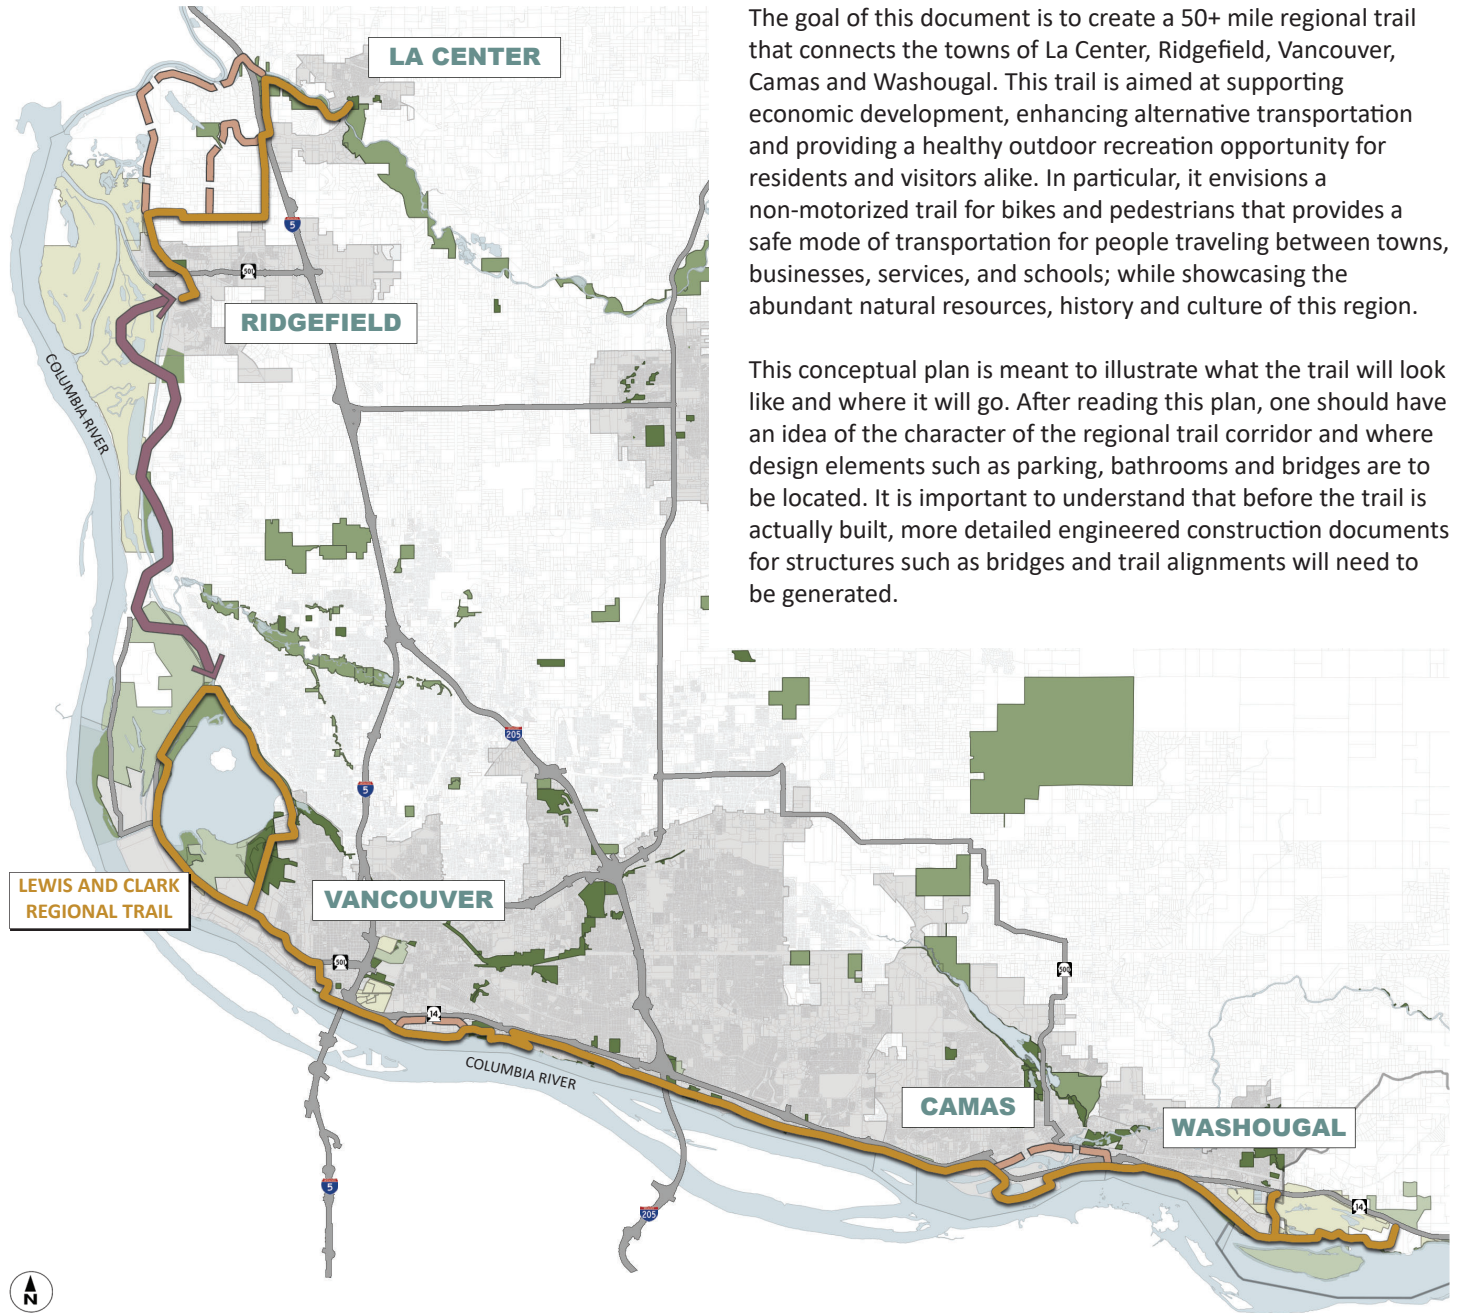 The goal of this document is to create a 50+ mile regional trail
that connects the towns of La Center, Ridgefield, Vancouver,
Camas and Washougal. This trail is aimed at supporting
economic development, enhancing alternative transportation
and providing a healthy outdoor recreation opportunity for
residents and visitors alike. In particular, it envisions a
non-motorized trail for bikes and pedestrians that provides a
safe mode of transportation for people traveling between towns,
businesses, services, and schools; while showcasing the
abundant natural resources, history and culture of this region.
This conceptual plan is meant to illustrate what the trail will look
like and where it will go. After reading this plan, one should have
an idea of the character of the regional trail corridor and where
design elements such as parking, bathrooms and bridges are to
be located. It is important to understand that before the trail is
actually built, more detailed engineered construction documents
for structures such as bridges and trail alignments will need to
be generated.
LA CENTER
5
501
RIDGEFIELD
COLUMBIA RIVER
205
5
LEWIS AND CLARK
REGIONAL TRAIL
VANCOUVER
501
500
14
COLUMBIA RIVER
CAMAS
WASHOUGAL
5
205
14
N